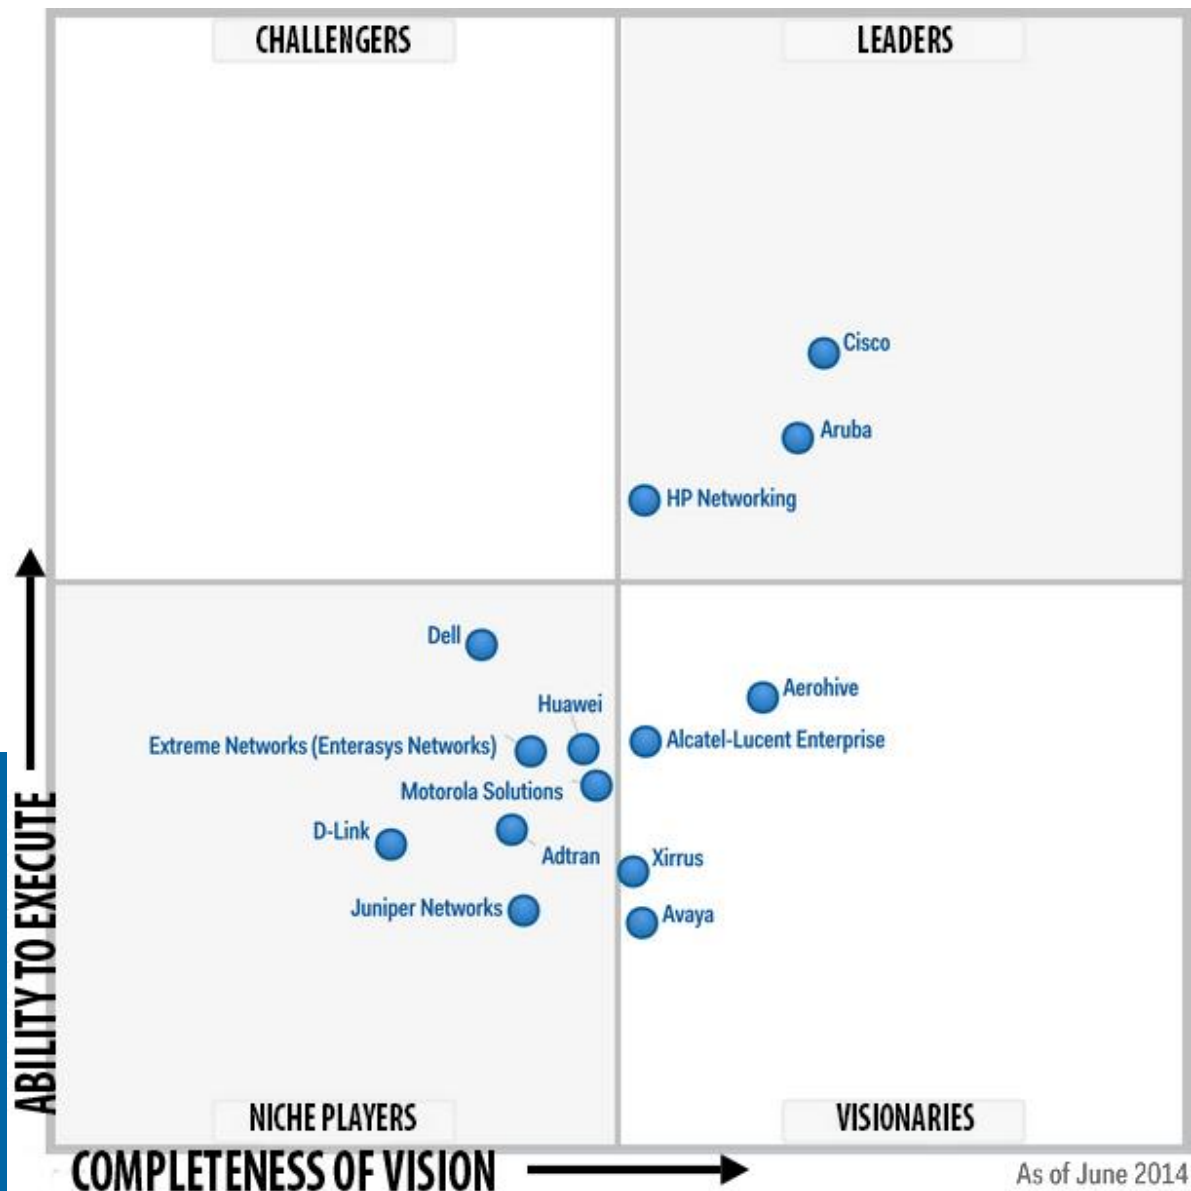 CHALLENGERS
LEADERS
Cisco
Aruba
HP Networking
Dell
Aerohive
Huawei
Extreme Networks (Enterasys Networks)
Alcatel-Lucent Enterprise
Motorola Solutions
D-Link
Adtran
Xirrus
Juniper Networks
Avaya
ABILITY TO EXECUTE
NICHE PLAYERS
VISIONARIES
COMPLETENESS OF VISION
As of June 2014